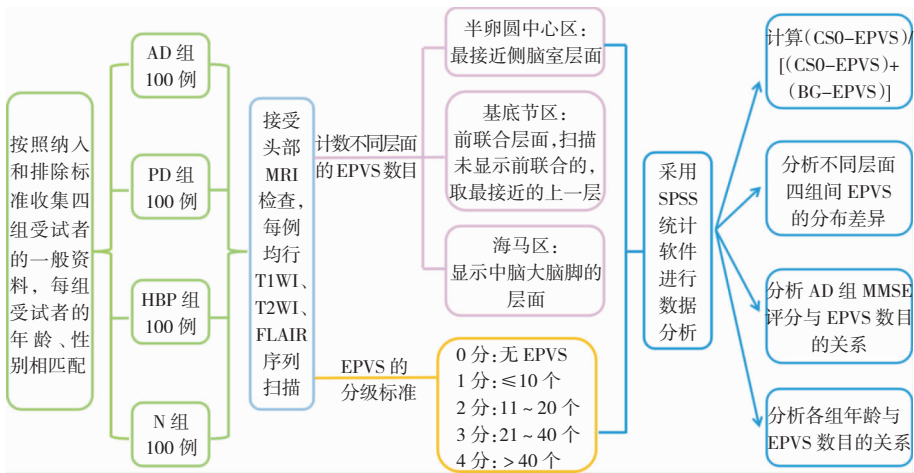 按照纳入
和排除标
准收集四
组受试者
的一般资
料，每组
受试者的
年龄、性
别相匹配
AD 组
100 例
PD 组
100 例
HBP 组
100 例
N 组
100 例
接受
头部
MRI
检查，
每例
均行
T1WI、
T2WI、
FLAIR
序列
扫描
计数不同层面
的 EPVS 数目
半卵圆中心区：
最接近侧脑室层面
基底节区：
前联合层面，扫描
未显示前联合的，
取最接近的上一层
海马区：
显示中脑大脑脚的
层面
EPVS 的
分级标准
0 分：无 EPVS
1 分：≤10 个
2 分：11~20 个
3 分：21~40 个
4 分：>40 个
采用
SPSS
统计
软件
进行
数据
分析
计算(CS0-EPVS)/
[(CS0-EPVS)+
(BG-EPVS)]
分析不同层面
四组间 EPVS
的分布差异
分析 AD 组 MMSE
评分与 EPVS 数目
的关系
分析各组年龄与
EPVS 数目的关系